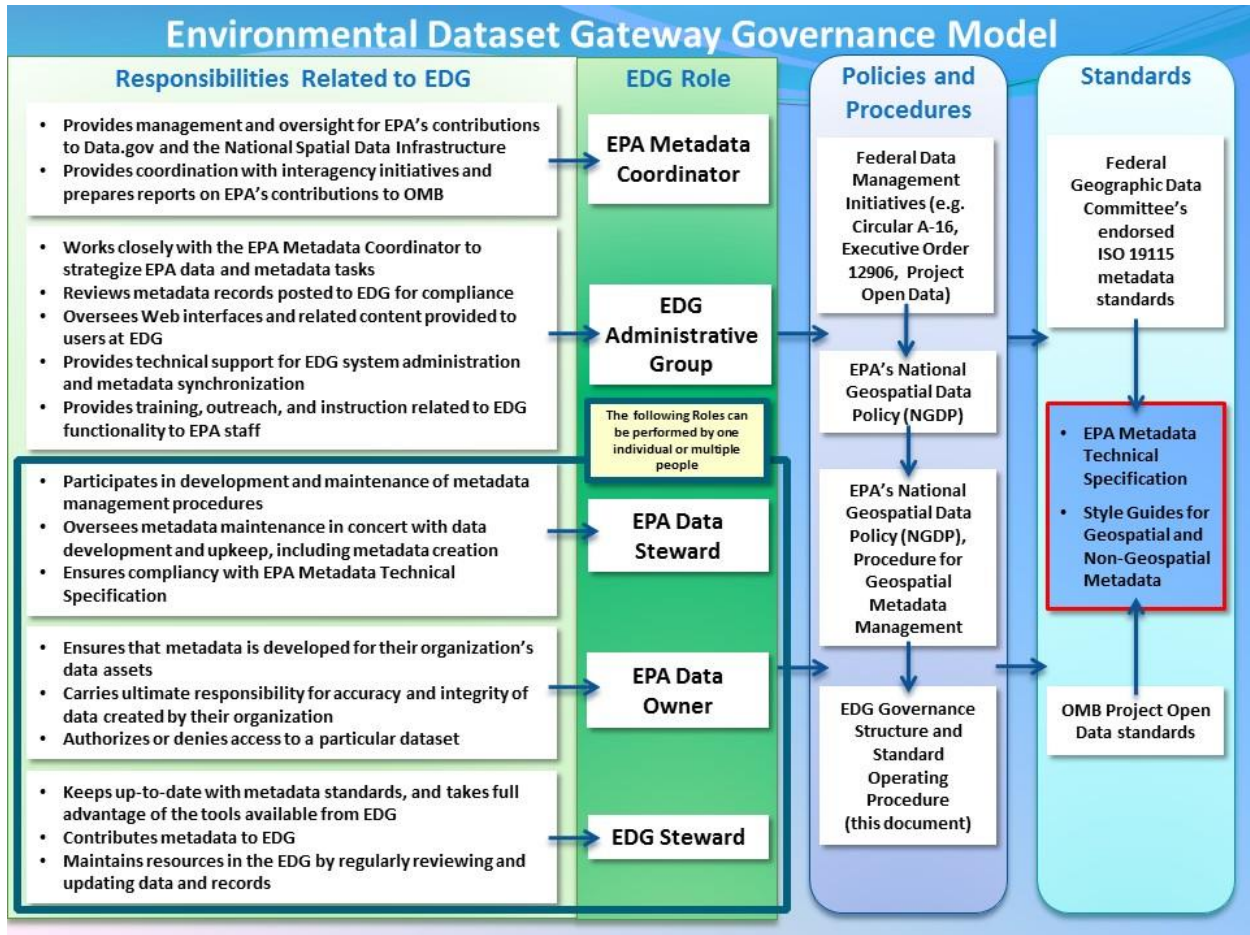 Environmental Dataset Gateway Governance Model
Responsibilities Related to EDG
• Provides management and oversight for EPA's contributions
to Data.gov and the National Spatial Data Infrastructure
• Provides coordination with interagency initiatives and
prepares reports on EPA's contributions to OMB
• Works closely with the EPA Metadata Coordinator to
strategize EPA data and metadata tasks
• Reviews metadata records posted to EDG for compliance
• Oversees Web interfaces and related content provided to
users at EDG
• Provides technical support for EDG system administration
and metadata synchronization
• Provides training, outreach, and instruction related to EDG
functionality to EPA staff
• Participates in development and maintenance of metadata
management procedures
• Oversees metadata maintenance in concert with data
development and upkeep, including metadata creation
• Ensures compliancy with EPA Metadata Technical
Specification
• Ensures that metadata is developed for their organization's
data assets
• Carries ultimate responsibility for accuracy and integrity of
data created by their organization
• Authorizes or denies access to a particular dataset
• Keeps up-to-date with metadata standards, and takes full
advantage of the tools available from EDG
• Contributes metadata to EDG
• Maintains resources in the EDG by regularly reviewing and
updating data and records
EDG Role
EPA Metadata
Coordinator
EDG
Administrative
Group
The following Roles can
be performed by one
individual or multiple
people
EPA Data
Steward
EPA Data
Owner
EDG Steward
Policies and
Procedures
Federal Data
Management
Initiatives (e.g.
Circular A-16,
Executive Order
12906, Project
Open Data)
EPA's National
Geospatial Data
Policy (NGDP)
EPA's National
Geospatial Data
Policy (NGDP),
Procedure for
Geospatial
Metadata
Management
EDG Governance
Structure and
Standard
Operating
Procedure
(this document)
Standards
Federal
Geographic Data
Committee's
endorsed
ISO 19115
metadata
standards
• EPA Metadata
Technical
Specification
• Style Guides for
Geospatial and
Non-Geospatial
Metadata
OMB Project Open
Data standards